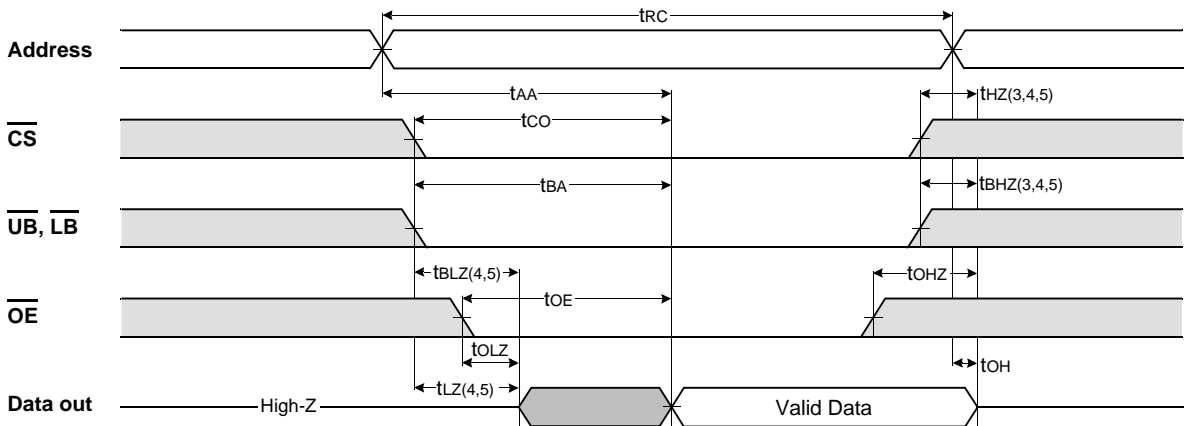 tRC
Address
tAA
tHZ(3,4,5)
tCO
CS
tBA
tBHZ(3,4,5)
UB, LB
tBLZ(4,5)
tOHZ
tOE
OE
tOLZ
tOH
tLZ(4,5)
Data out
High-Z
Valid Data